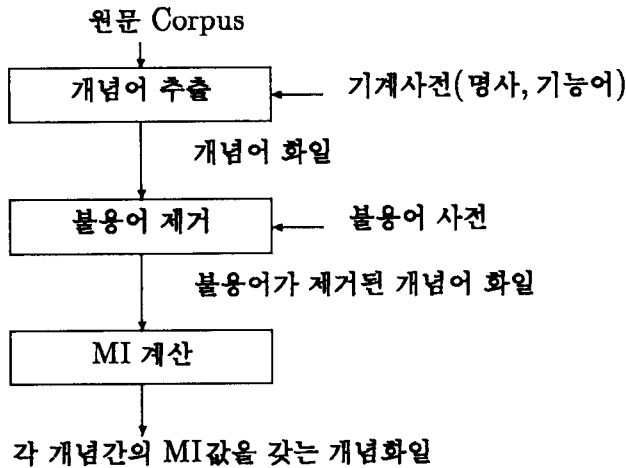 원문 Corpus
개념어 추출
기계사전(명사, 기능어)
개념어 화일
불용어 제거
불용어 사전
불용어가 제거된 개념어 화일
MI 계산
각 개념간의 MI값을 갖는 개념화일